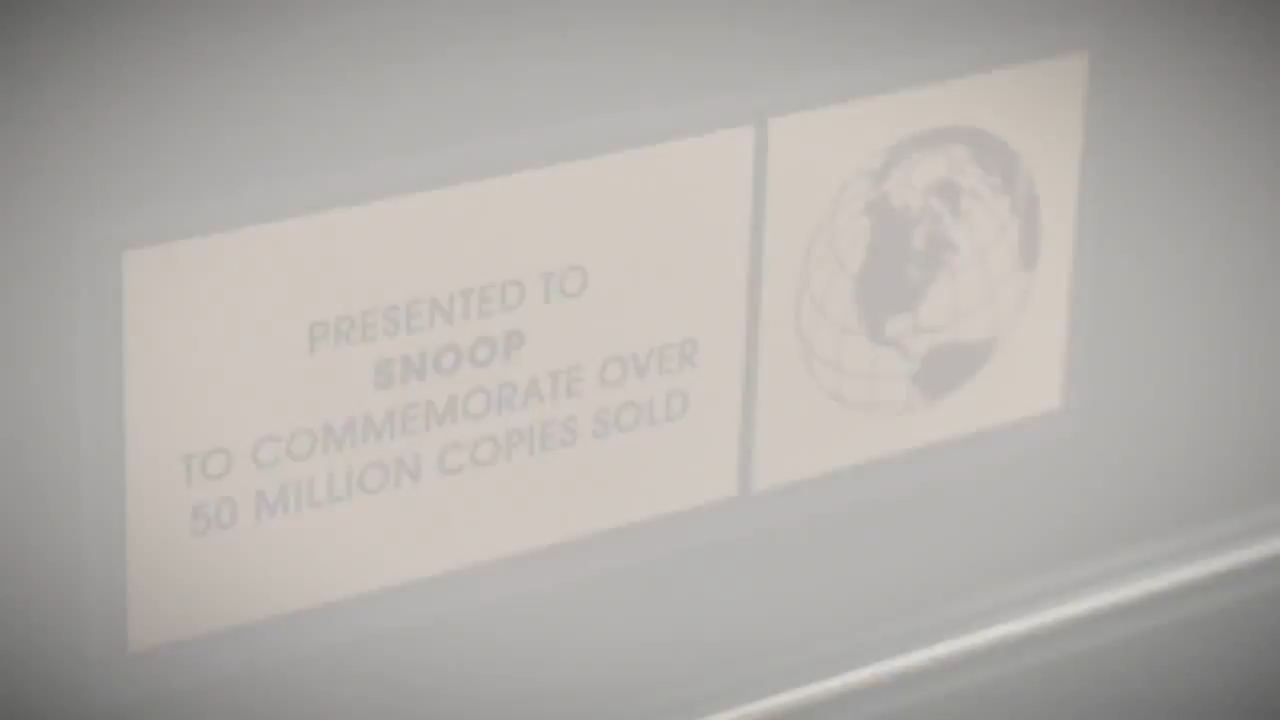 PRESENTED TO
SNOOP
TO COMMEMORATE OVER
50 MILLION COPIES SOLD